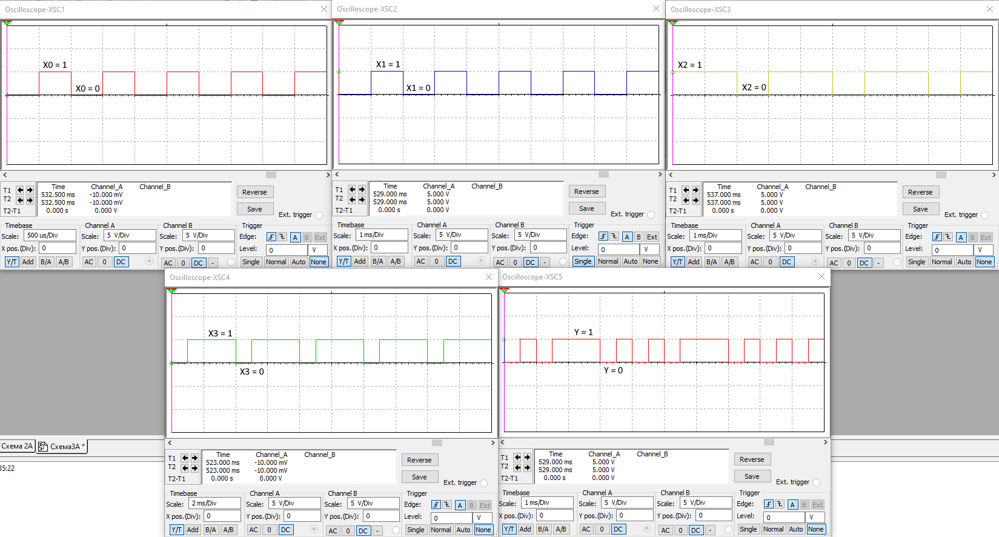 Oscilloscope-XSC1
X0 = 1
X0 = 0
T1
T2
T2-T1
Time Channel_A Channel_B
532.500 ms -10.000 mV
532.500 ms -10.000 mV
0.000 s 0.000 V
Reverse
Save
Ext. trigger
Timebase
Scale: 500 us/Div
X pos.(Div): 0
Y/T Add B/A A/B
Channel A
Scale: 5 V/Div
Y pos.(Div): 0
AC 0 DC
Channel B
Scale: 5 V/Div
Y pos.(Div): 0
AC 0 DC -
Trigger
Edge: A B Ext
Level: 0 V
Single Normal Auto None
Oscilloscope-XSC2
X1 = 1
X1 = 0
T1
T2
T2-T1
Time Channel_A Channel_B
529.000 ms 5.000 V
529.000 ms 5.000 V
0.000 s 0.000 V
Reverse
Save
Ext. trigger
Timebase
Scale: 1 ms/Div
X pos.(Div): 0
Y/T Add B/A A/B
Channel A
Scale: 5 V/Div
Y pos.(Div): 0
AC 0 DC
Channel B
Scale: 5 V/Div
Y pos.(Div): 0
AC 0 DC -
Trigger
Edge: A B Ext
Level: 0 V
Single Normal Auto None
Oscilloscope-XSC3
X2 = 1
X2 = 0
T1
T2
T2-T1
Time Channel_A Channel_B
537.000 ms 5.000 V
537.000 ms 5.000 V
0.000 s 0.000 V
Reverse
Save
Ext. trigger
Timebase
Scale: 1 ms/Div
X pos.(Div): 0
Y/T Add B/A A/B
Channel A
Scale: 5 V/Div
Y pos.(Div): 0
AC 0 DC
Channel B
Scale: 5 V/Div
Y pos.(Div): 0
AC 0 DC -
Trigger
Edge: A B Ext
Level: 0 V
Single Normal Auto None
Oscilloscope-XSC4
X3 = 1
X3 = 0
T1
T2
T2-T1
Time Channel_A Channel_B
523.000 ms -10.000 mV
523.000 ms -10.000 mV
0.000 s 0.000 V
Reverse
Save
Ext. trigger
Timebase
Scale: 2 ms/Div
X pos.(Div): 0
Y/T Add B/A A/B
Channel A
Scale: 5 V/Div
Y pos.(Div): 0
AC 0 DC
Channel B
Scale: 5 V/Div
Y pos.(Div): 0
AC 0 DC -
Trigger
Edge: A B Ext
Level: 0 V
Single Normal Auto None
Oscilloscope-XSC5
Y = 1
Y = 0
T1
T2
T2-T1
Time Channel_A Channel_B
529.000 ms 5.000 V
529.000 ms 5.000 V
0.000 s 0.000 V
Reverse
Save
Ext. trigger
Timebase
Scale: 1 ms/Div
X pos.(Div): 0
Y/T Add B/A A/B
Channel A
Scale: 5 V/Div
Y pos.(Div): 0
AC 0 DC
Channel B
Scale: 5 V/Div
Y pos.(Div): 0
AC 0 DC -
Trigger
Edge: A B Ext
Level: 0 V
Single Normal Auto None
Схема 2А Схема3А *
35:22